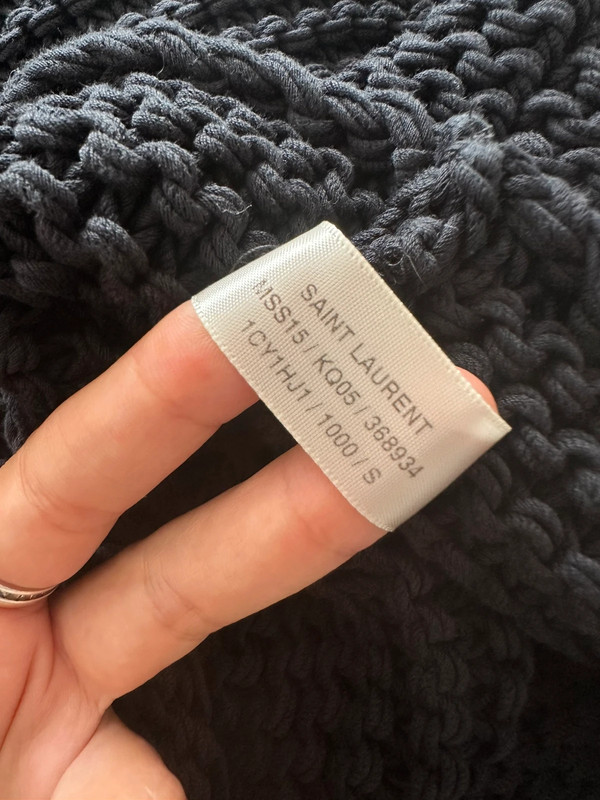 SAINT LAURENT
MSS15 / KQ05 / 368934
1CY1HJ1 / 1000 / S